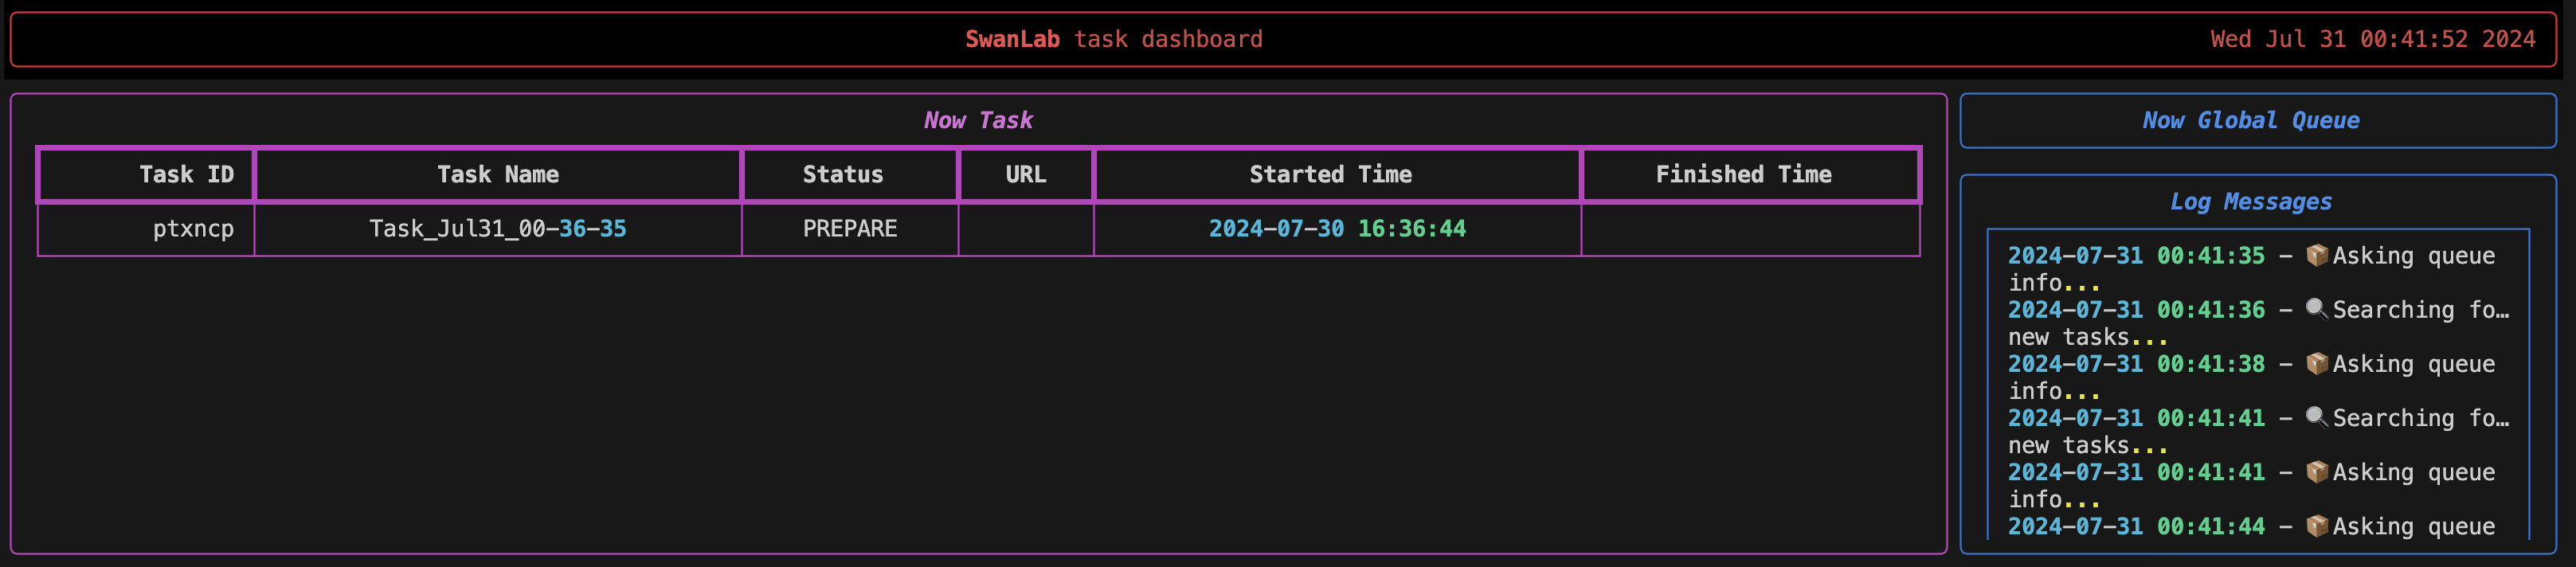 SwanLab task dashboard Wed Jul 31 00:41:52 2024
Now Task
Task ID Task Name Status URL Started Time Finished Time
ptxncp Task_Jul31_00-36-35 PREPARE 2024-07-30 16:36:44
Now Global Queue
Log Messages
2024-07-31 00:41:35 - 📦Asking queue
info...
2024-07-31 00:41:36 - 🔍Searching fo…
new tasks...
2024-07-31 00:41:38 - 📦Asking queue
info...
2024-07-31 00:41:41 - 🔍Searching fo…
new tasks...
2024-07-31 00:41:41 - 📦Asking queue
info...
2024-07-31 00:41:44 - 📦Asking queue